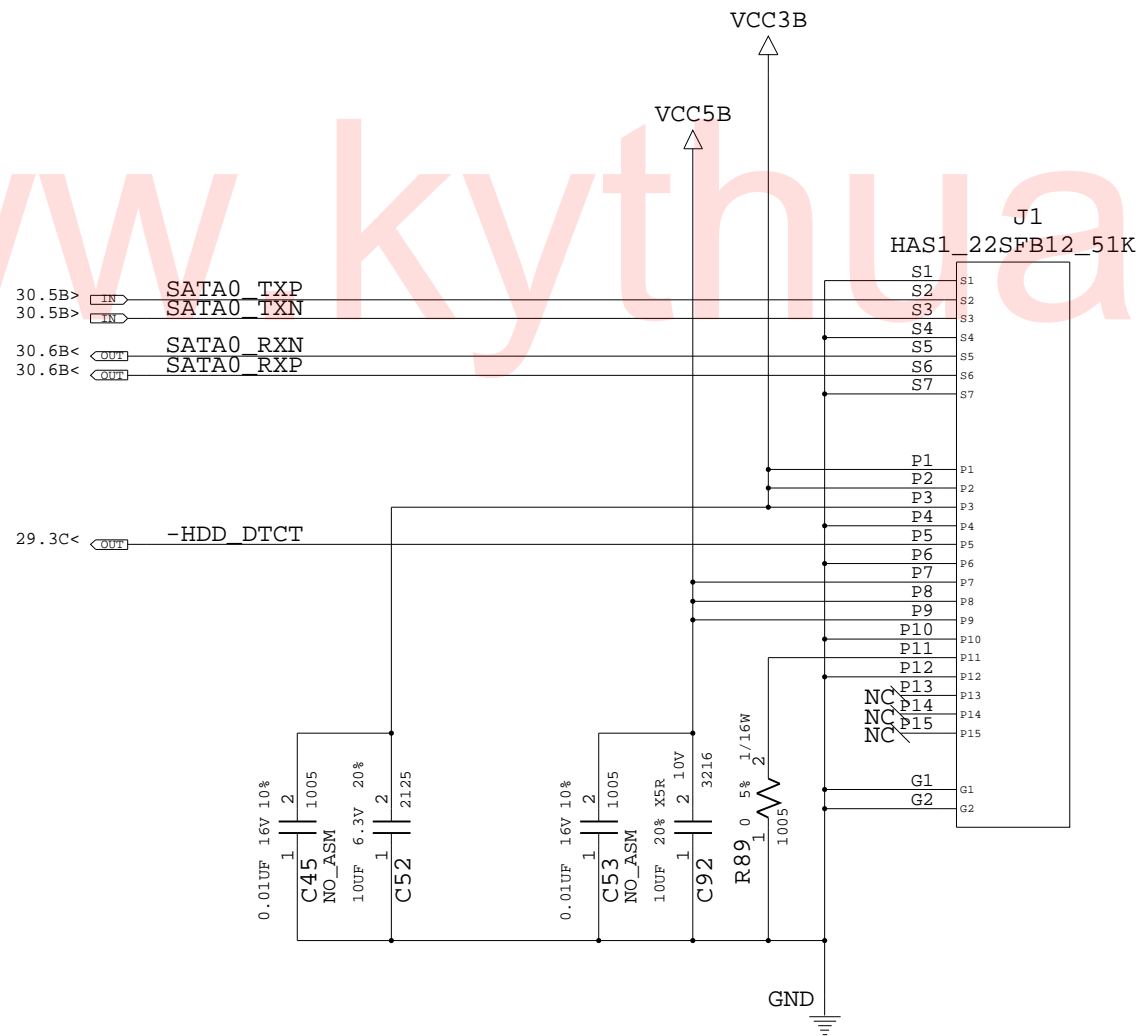 VCC3B
VCC5B
www.kythua
J1
HAS1_22SFB12_51K
30.5B> IN SATA0_TXP
30.5B> IN SATA0_TXN
30.6B< OUT SATA0_RXN
30.6B< OUT SATA0_RXP
S1 S1
S2 S2
S3 S3
S4 S4
S5 S5
S6 S6
S7 S7
P1 P1
P2 P2
P3 P3
P4 P4
29.3C< OUT -HDD_DTCT
P5 P5
P6 P6
P7 P7
P8 P8
P9 P9
P10 P10
P11 P11
P12 P12
NC P13 P13
NC P14 P14
NC P15 P15
G1 G1
G2 G2
0.01UF 16V 10%
2 1005
1 C45
NO_ASM
10UF 6.3V 20%
2 2125
1 C52
0.01UF 16V 10%
2 1005
1 C53
NO_ASM
10UF 20% X5R 10V
2 3216
1 C92
R89 0 5% 1/16W
1 2
1005
GND